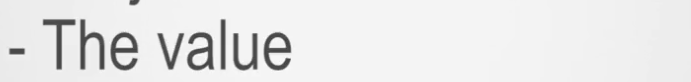 - The value